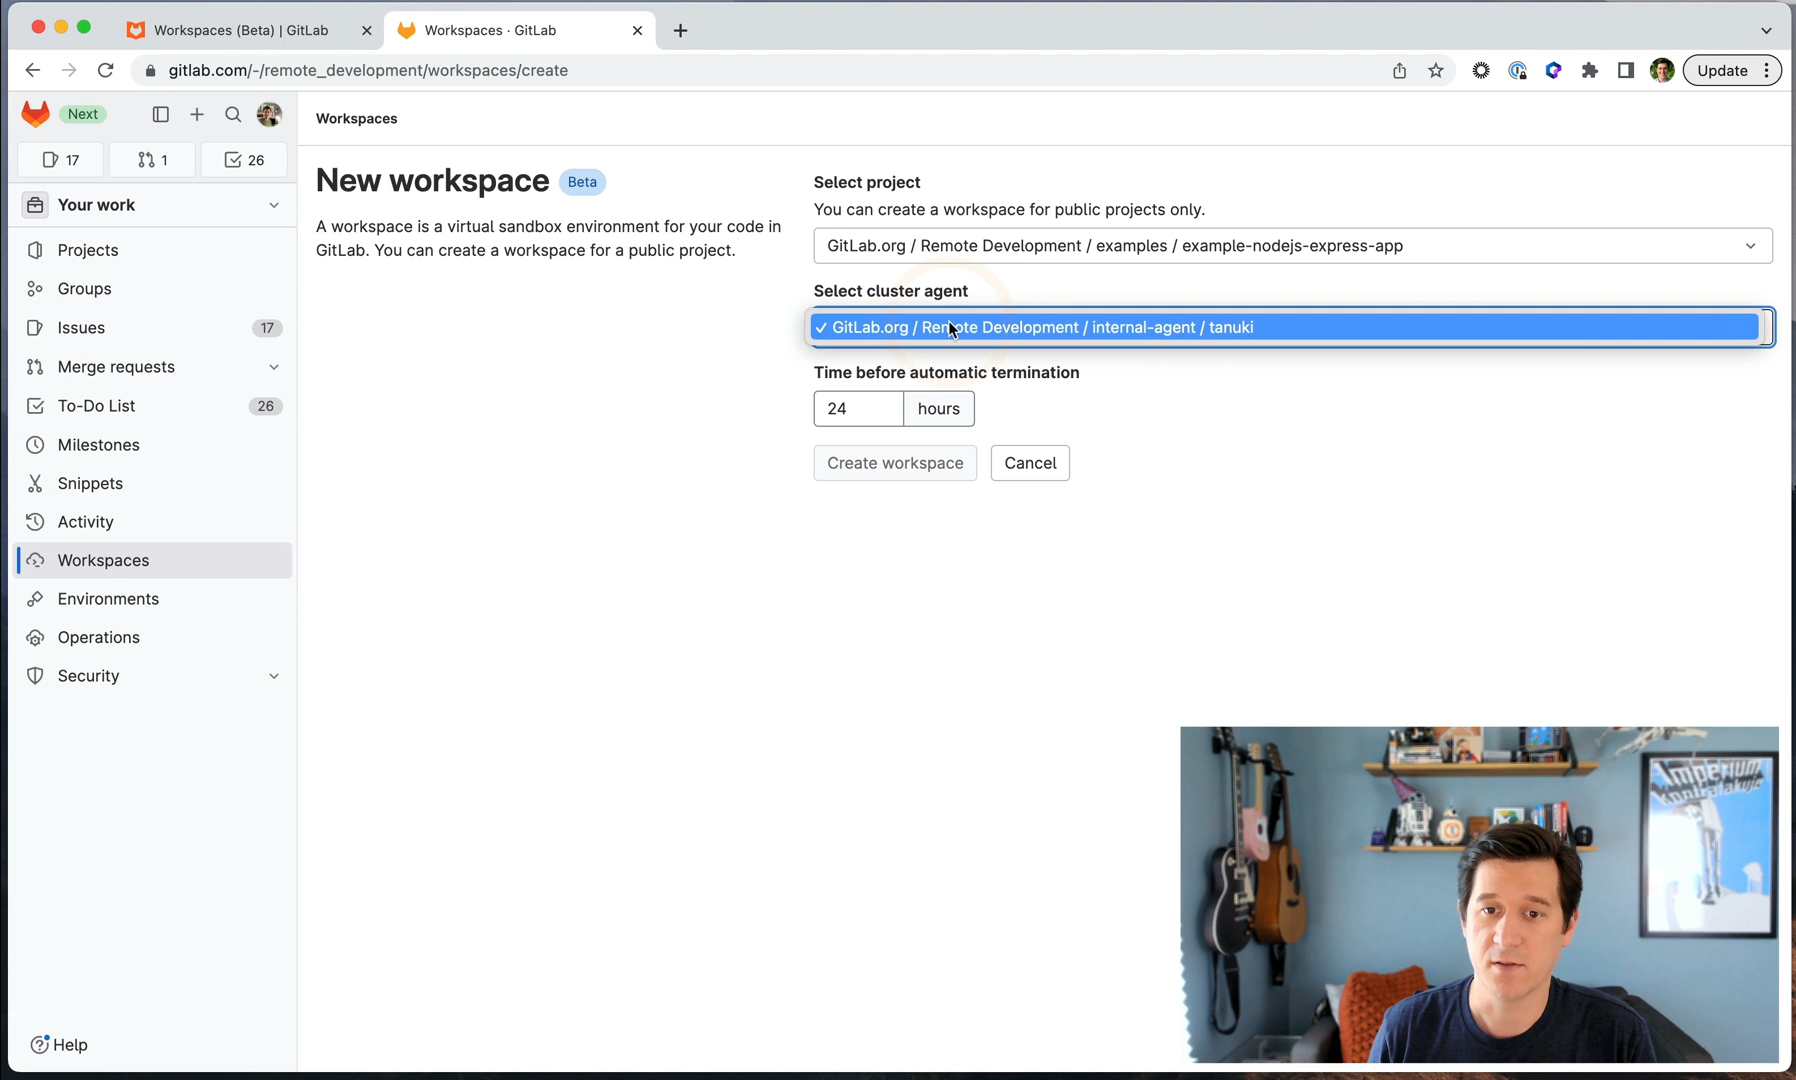 Workspaces (Beta) | GitLab
Workspaces · GitLab
gitlab.com/-/remote_development/workspaces/create
Update
Next
17
1
26
Your work
Projects
Groups
Issues
17
Merge requests
To-Do List
26
Milestones
Snippets
Activity
Workspaces
Environments
Operations
Security
Help
Workspaces
New workspace
Beta
A workspace is a virtual sandbox environment for your code in
GitLab. You can create a workspace for a public project.
Select project
You can create a workspace for public projects only.
GitLab.org / Remote Development / examples / example-nodejs-express-app
Select cluster agent
✓ GitLab.org / Remote Development / internal-agent / tanuki
Time before automatic termination
24
hours
Create workspace
Cancel